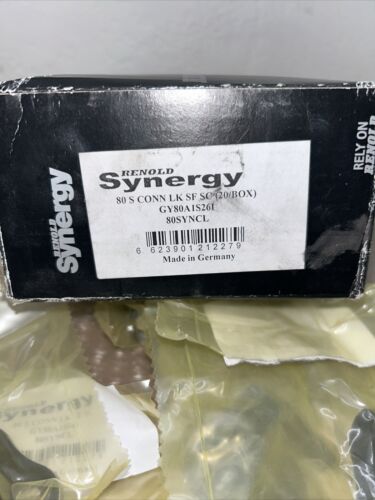 RENOLD
Synergy
RENOLD
Synergy
80 S CONN LK SF SC (20/BOX)
GY80A1S26I
80SYNCL
6 623901 212279
Made in Germany
RELY ON
RENOLD
Synergy